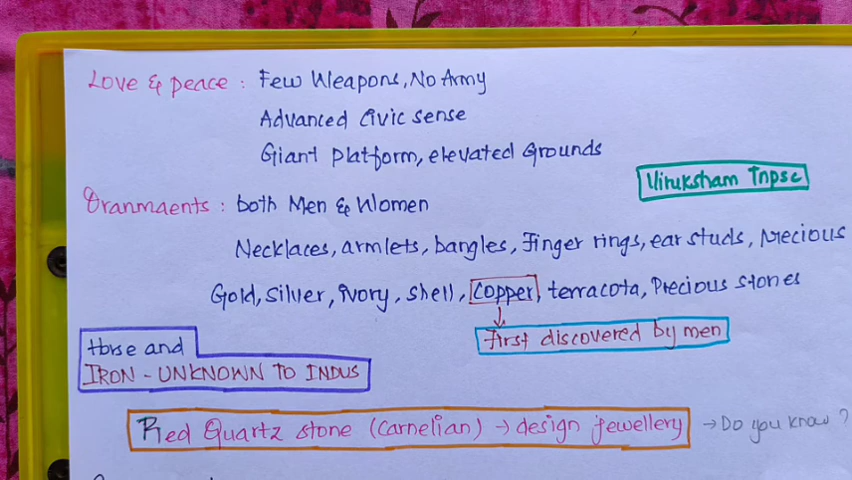 Love & peace : Few Weapons, No Army
Advanced Civic sense
Giant Platform, elevated Grounds
Viruksham Tnpsc
Oranmaents : both Men & Women
Necklaces, armlets, bangles, Finger rings, ear studs, Precious
Gold, Silver, Ivory, shell, Copper, terracota, Precious stones
First discovered by men
Horse and
IRON - UNKNOWN TO INDUS
Red Quartz stone (Carnelian) → design jewellery → Do you know?